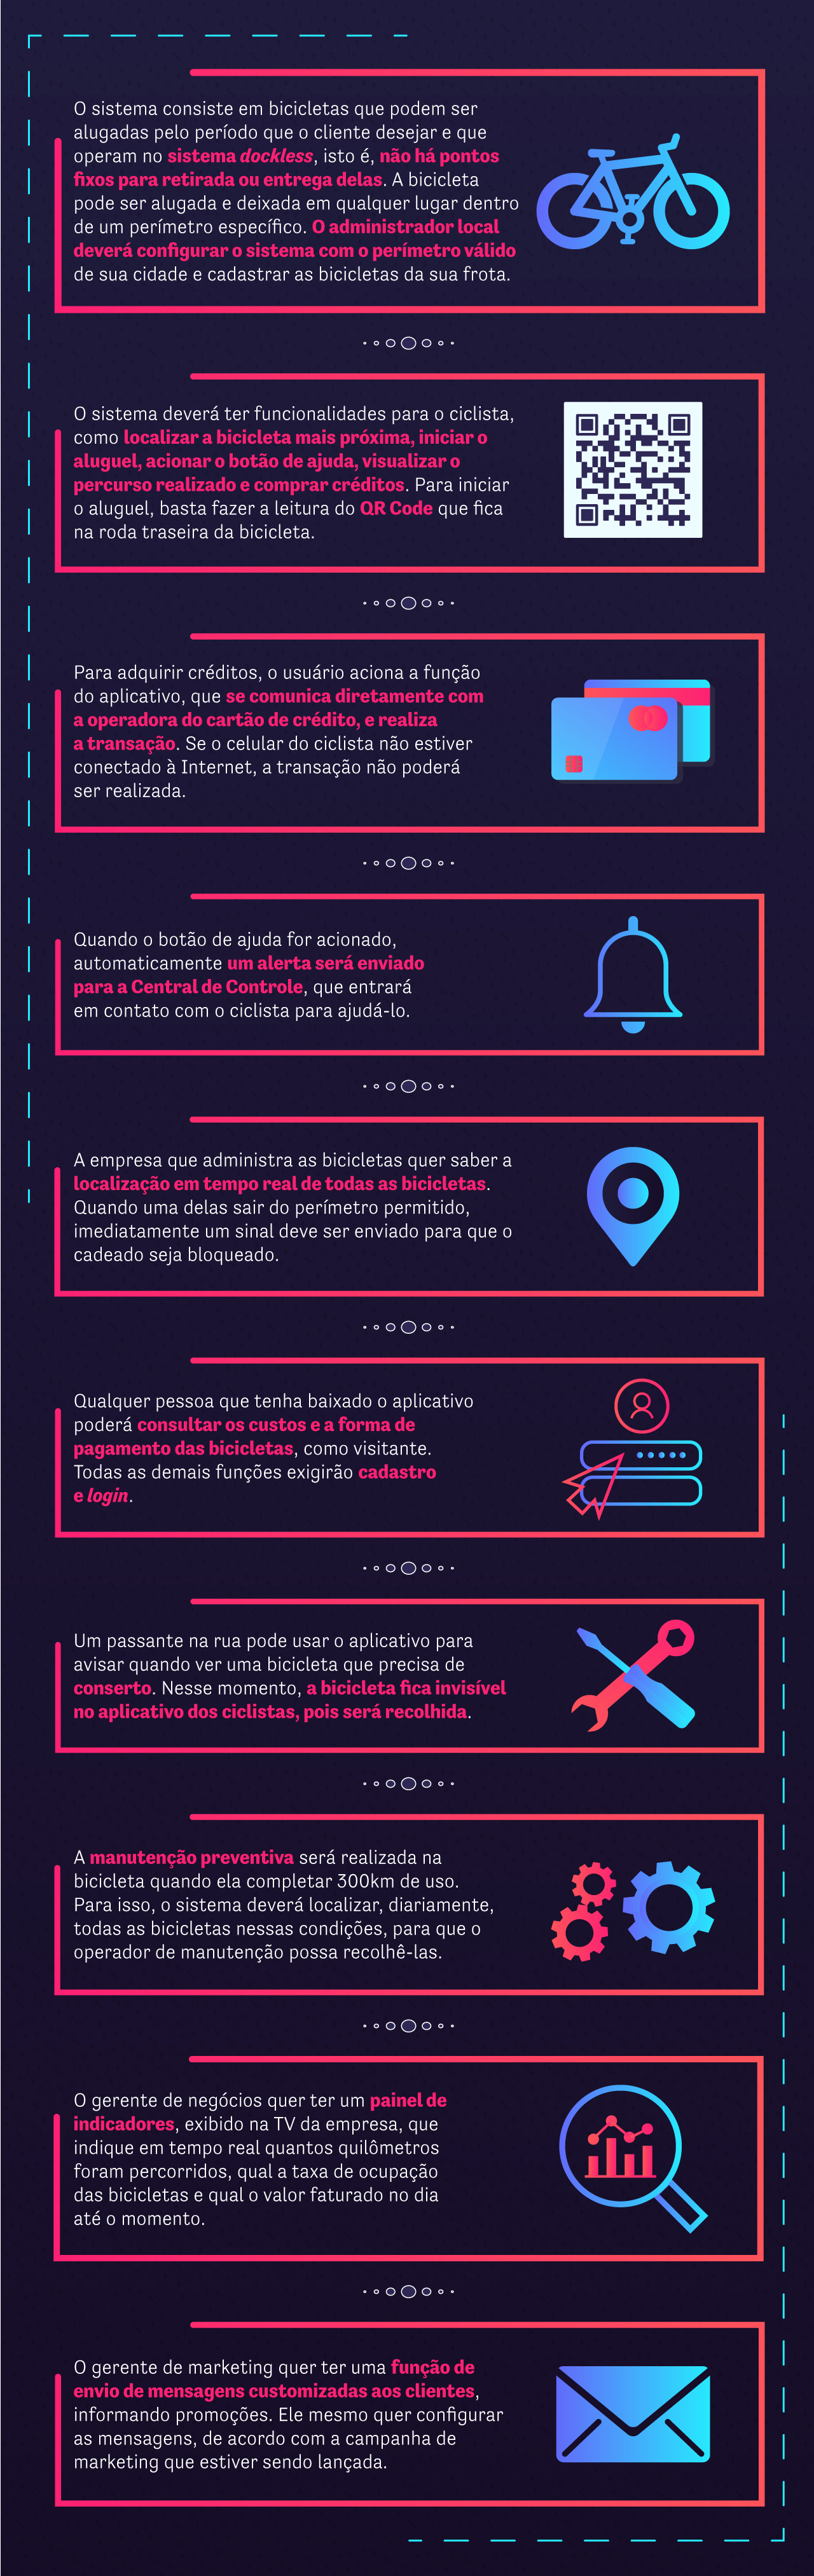 O sistema consiste em bicicletas que podem ser
alugadas pelo período que o cliente desejar e que
operam no sistema dockless, isto é, não há pontos
fixos para retirada ou entrega delas. A bicicleta
pode ser alugada e deixada em qualquer lugar dentro
de um perímetro específico. O administrador local
deverá configurar o sistema com o perímetro válido
de sua cidade e cadastrar as bicicletas da sua frota.
O sistema deverá ter funcionalidades para o ciclista,
como localizar a bicicleta mais próxima, iniciar o
aluguel, acionar o botão de ajuda, visualizar o
percurso realizado e comprar créditos. Para iniciar
o aluguel, basta fazer a leitura do QR Code que fica
na roda traseira da bicicleta.
Para adquirir créditos, o usuário aciona a função
do aplicativo, que se comunica diretamente com
a operadora do cartão de crédito, e realiza
a transação. Se o celular do ciclista não estiver
conectado à Internet, a transação não poderá
ser realizada.
Quando o botão de ajuda for acionado,
automaticamente um alerta será enviado
para a Central de Controle, que entrará
em contato com o ciclista para ajudá-lo.
A empresa que administra as bicicletas quer saber a
localização em tempo real de todas as bicicletas.
Quando uma delas sair do perímetro permitido,
imediatamente um sinal deve ser enviado para que o
cadeado seja bloqueado.
Qualquer pessoa que tenha baixado o aplicativo
poderá consultar os custos e a forma de
pagamento das bicicletas, como visitante.
Todas as demais funções exigirão cadastro
e login.
Um passante na rua pode usar o aplicativo para
avisar quando ver uma bicicleta que precisa de
conserto. Nesse momento, a bicicleta fica invisível
no aplicativo dos ciclistas, pois será recolhida.
A manutenção preventiva será realizada na
bicicleta quando ela completar 300km de uso.
Para isso, o sistema deverá localizar, diariamente,
todas as bicicletas nessas condições, para que o
operador de manutenção possa recolhê-las.
O gerente de negócios quer ter um painel de
indicadores, exibido na TV da empresa, que
indique em tempo real quantos quilômetros
foram percorridos, qual a taxa de ocupação
das bicicletas e qual o valor faturado no dia
até o momento.
O gerente de marketing quer ter uma função de
envio de mensagens customizadas aos clientes,
informando promoções. Ele mesmo quer configurar
as mensagens, de acordo com a campanha de
marketing que estiver sendo lançada.